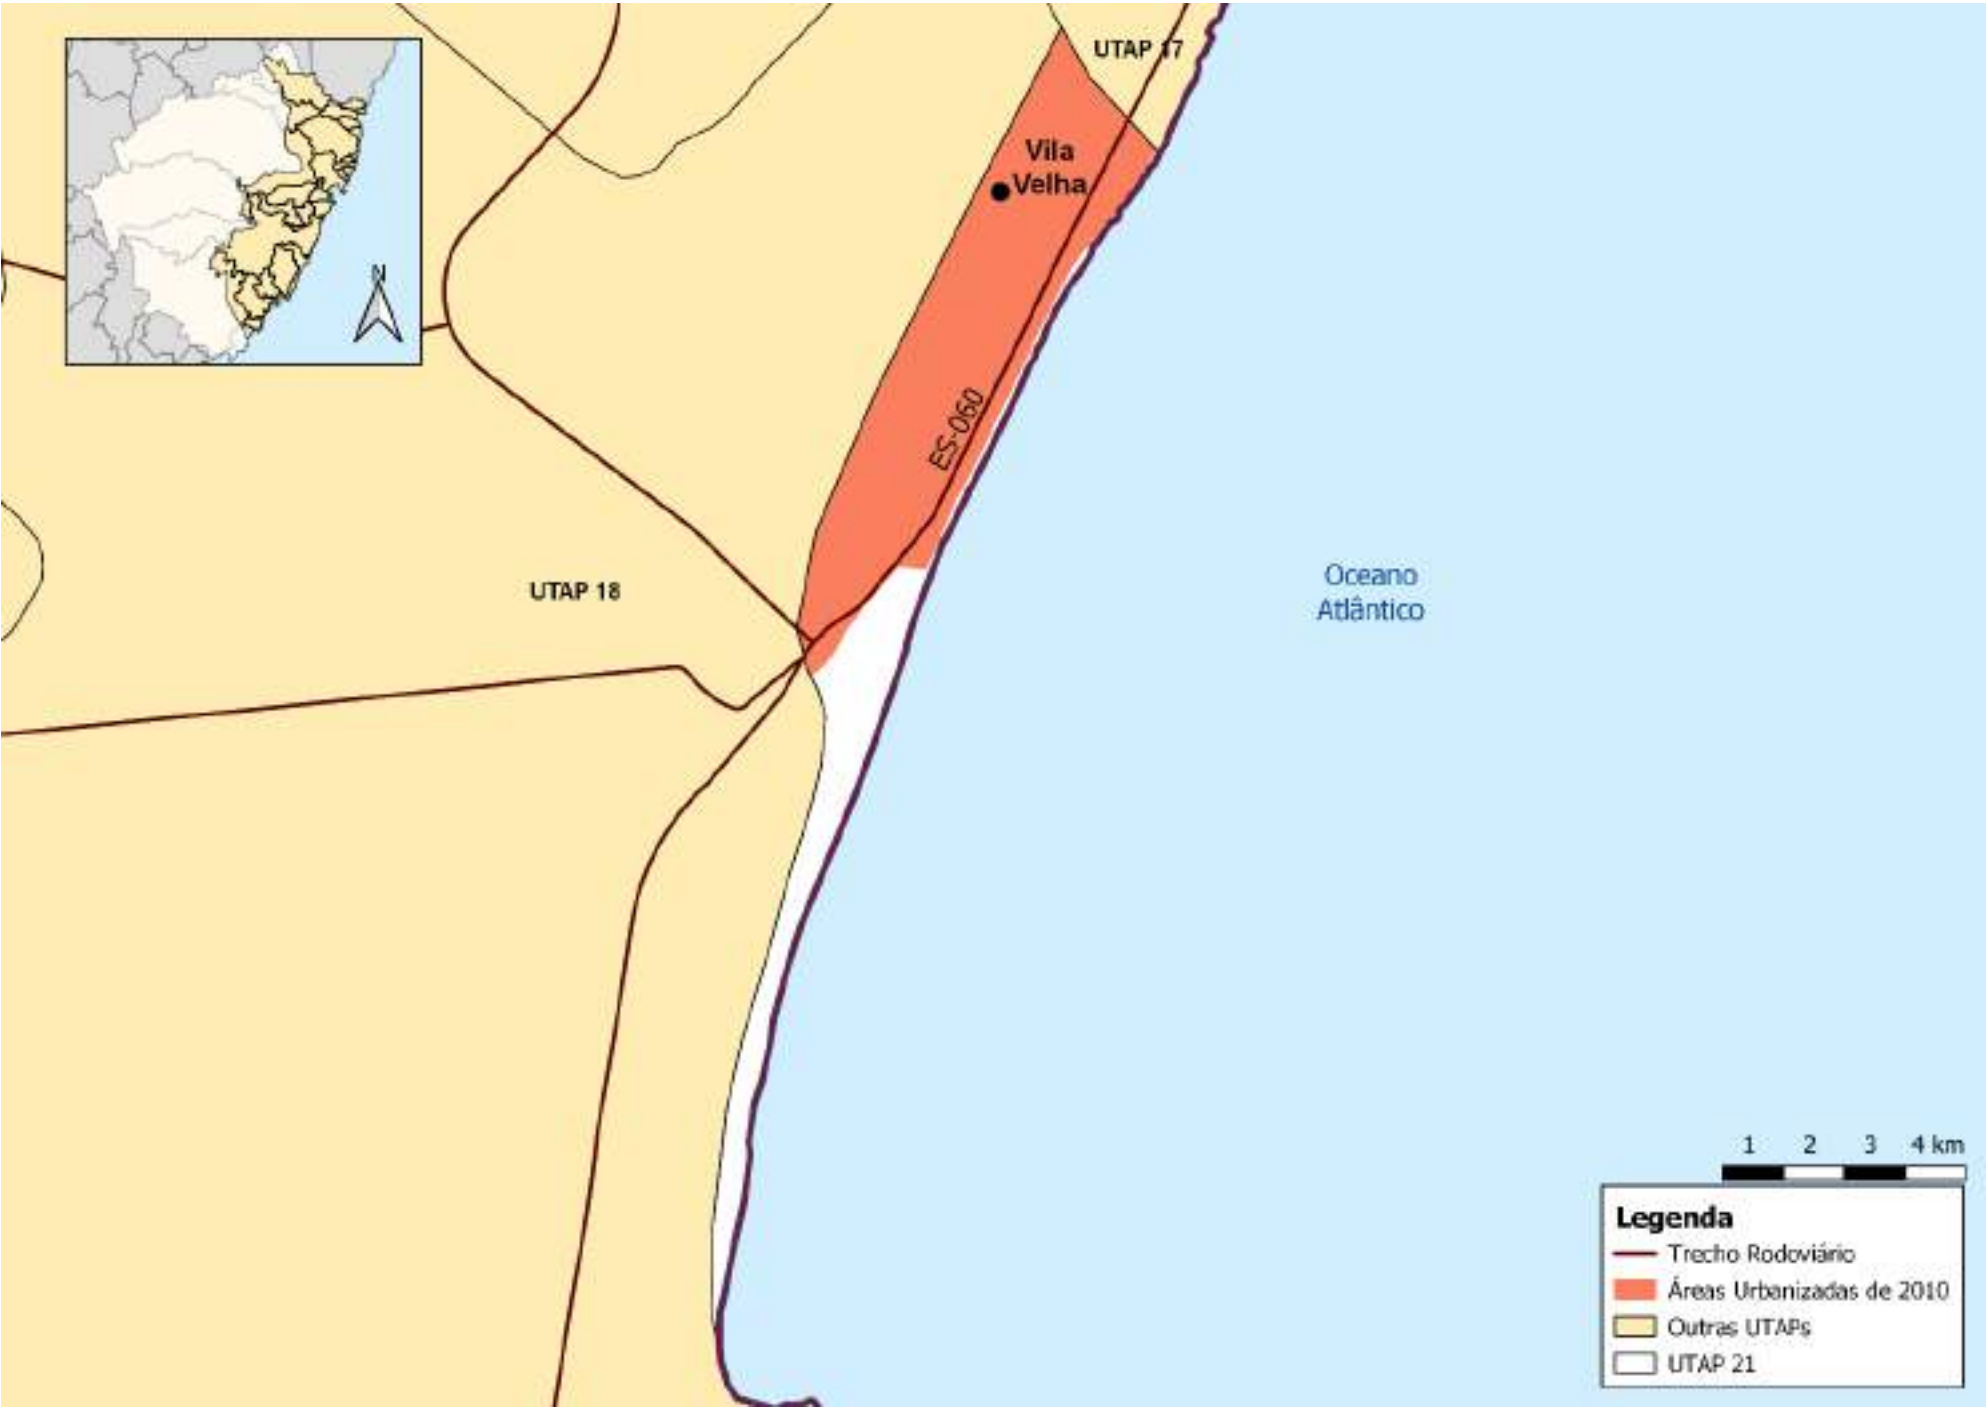 UTAP 17
N
Vila
Velha
ES-060
UTAP 18
Oceano
Atlântico
1 2 3 4 km
Legenda
Trecho Rodoviário
Áreas Urbanizadas de 2010
Outras UTAPs
UTAP 21